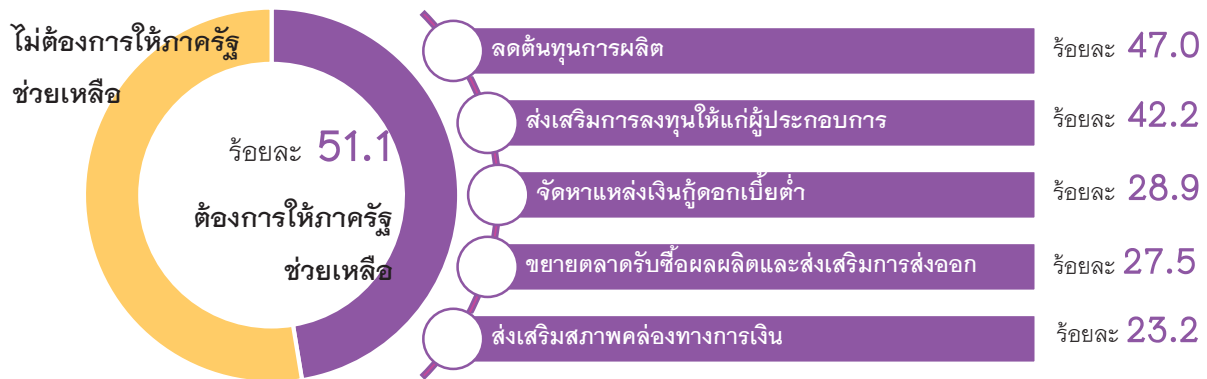 ไม่ต้องการให้ภาครัฐ
ช่วยเหลือ
ร้อยละ 51.1
ต้องการให้ภาครัฐ
ช่วยเหลือ
ลดต้นทุนการผลิต ร้อยละ 47.0
ส่งเสริมการลงทุนให้แก่ผู้ประกอบการ ร้อยละ 42.2
จัดหาแหล่งเงินกู้ดอกเบี้ยต่ำ ร้อยละ 28.9
ขยายตลาดรับซื้อผลผลิตและส่งเสริมการส่งออก ร้อยละ 27.5
ส่งเสริมสภาพคล่องทางการเงิน ร้อยละ 23.2